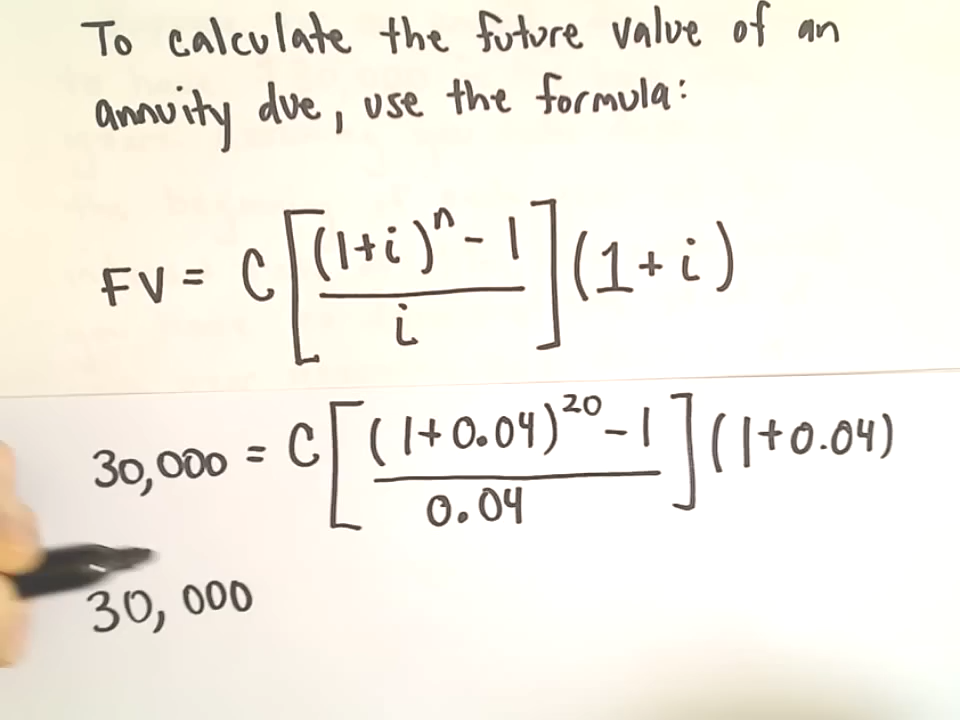 To calculate the future value of an
annuity due, use the formula:
FV = C[((1+i)^n - 1)/i](1+i)
30,000 = C[((1+0.04)^20 - 1)/0.04](1+0.04)
30,000